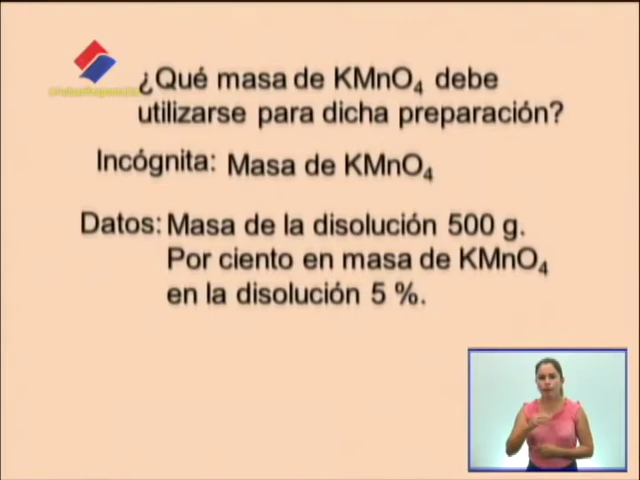 ¿Qué masa de KMnO₄ debe
utilizarse para dicha preparación?
Incógnita: Masa de KMnO₄
Datos: Masa de la disolución 500 g.
Por ciento en masa de KMnO₄
en la disolución 5 %.